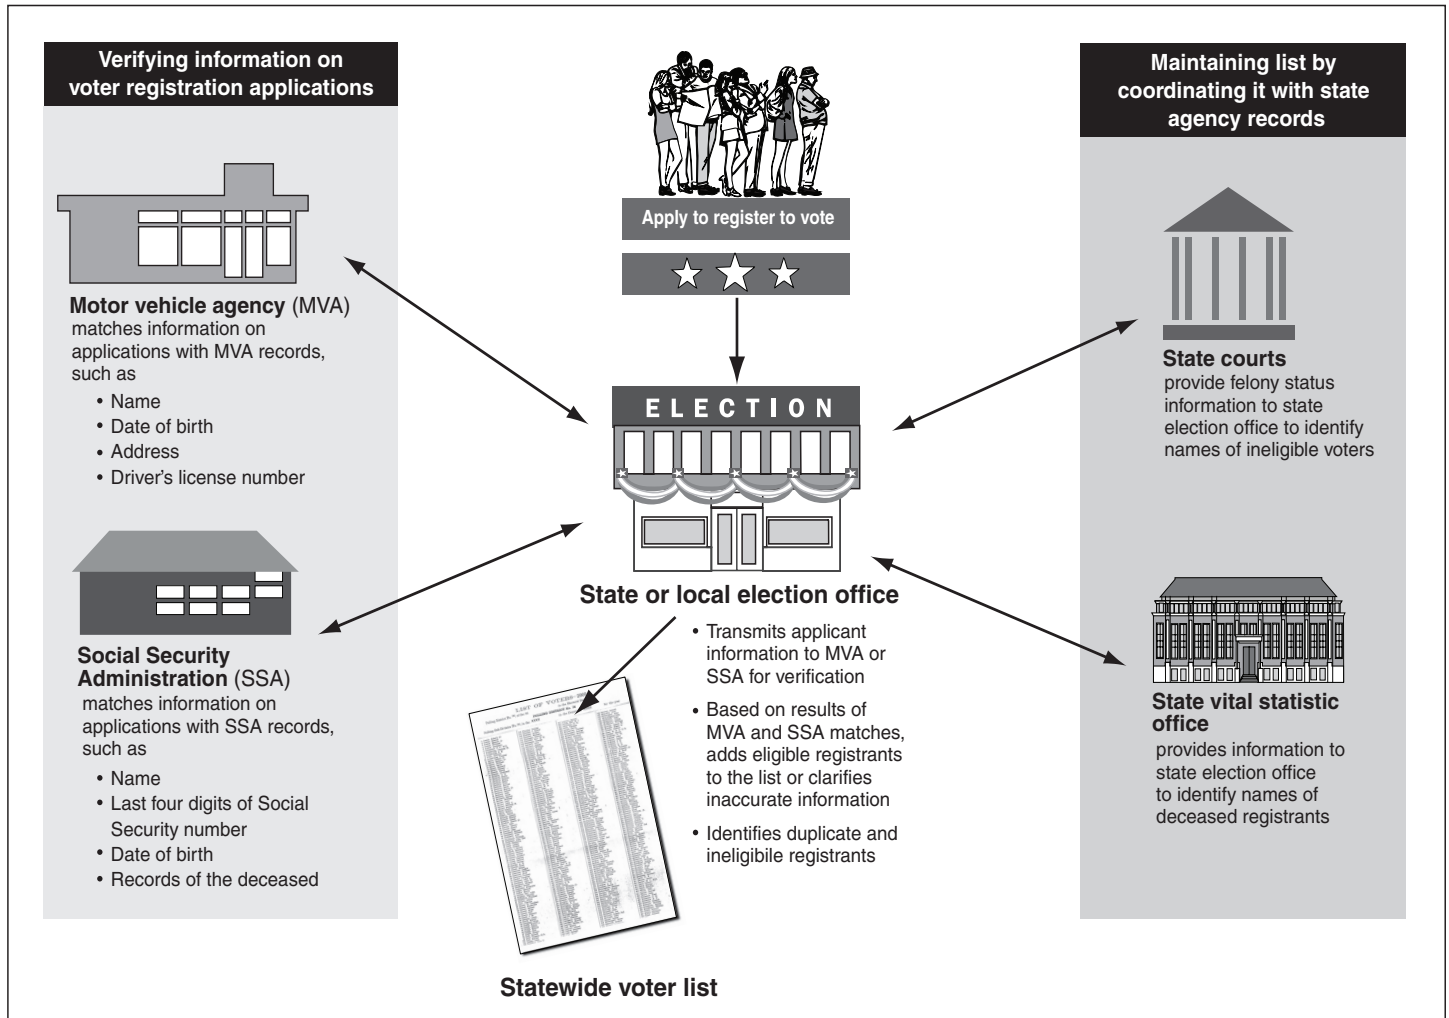 Verifying information on
voter registration applications
Motor vehicle agency (MVA)
matches information on
applications with MVA records,
such as
• Name
• Date of birth
• Address
• Driver's license number
Social Security
Administration (SSA)
matches information on
applications with SSA records,
such as
• Name
• Last four digits of Social
Security number
• Date of birth
• Records of the deceased
Apply to register to vote
ELECTION
State or local election office
• Transmits applicant
information to MVA or
SSA for verification
• Based on results of
MVA and SSA matches,
adds eligible registrants
to the list or clarifies
inaccurate information
• Identifies duplicate and
ineligibile registrants
LIST OF VOTERS
Statewide voter list
Maintaining list by
coordinating it with state
agency records
State courts
provide felony status
information to state
election office to identify
names of ineligible voters
State vital statistic
office
provides information to
state election office
to identify names of
deceased registrants